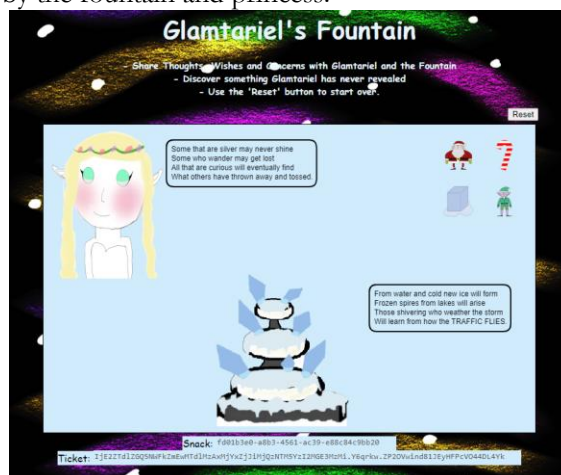 by the fountain and princess.
Glamtariel's Fountain
- Share Thoughts, Wishes and Concerns with Glamtariel and the Fountain
- Discover something Glamtariel has never revealed
- Use the 'Reset' button to start over.
Reset
Some that are silver may never shine
Some who wander may get lost
All that are curious will eventually find
What others have thrown away and tossed.
From water and cold new ice will form
Frozen spires from lakes will arise
Those shivering who weather the storm
Will learn from how the TRAFFIC FLIES.
Snack: fd01b3e0-a8b3-4561-ac39-e88c84c9bb20
Ticket: